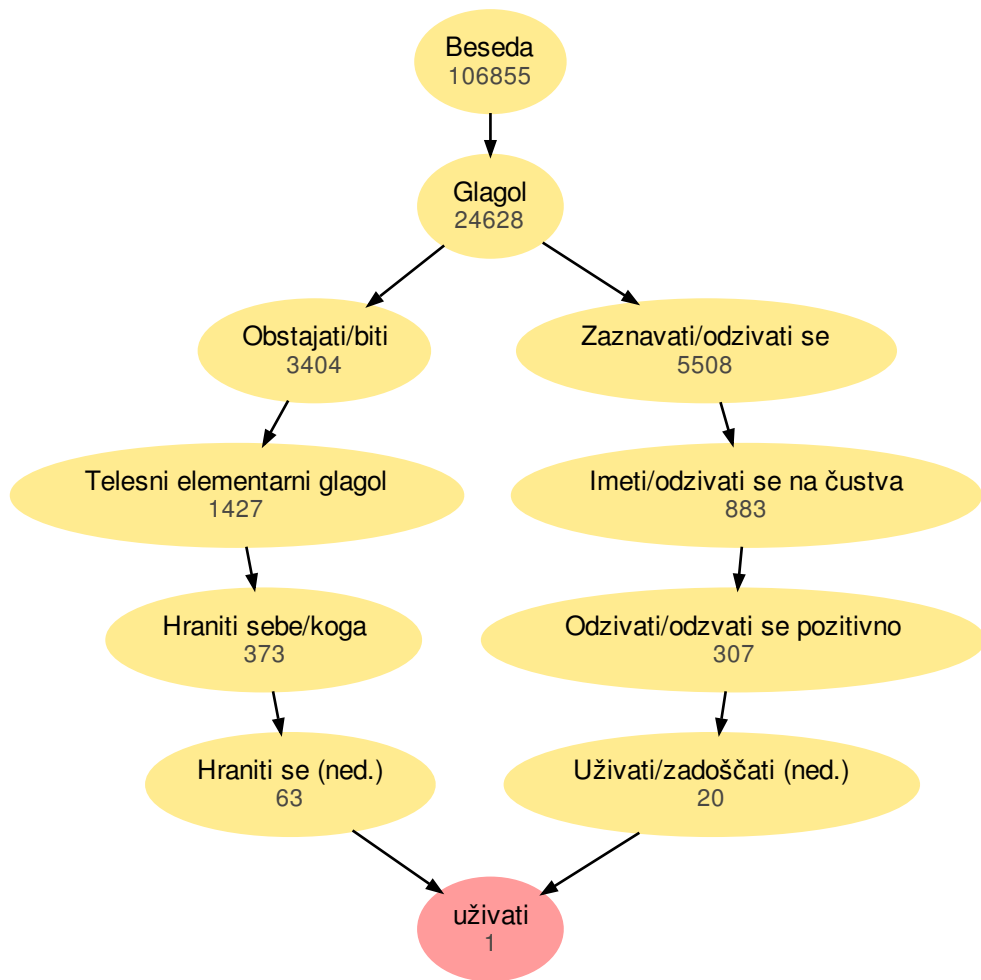 Beseda
106855
Glagol
24628
Obstajati/biti
3404
Zaznavati/odzivati se
5508
Telesni elementarni glagol
1427
Imeti/odzivati se na čustva
883
Hraniti sebe/koga
373
Odzivati/odzvati se pozitivno
307
Hraniti se (ned.)
63
Uživati/zadoščati (ned.)
20
uživati
1